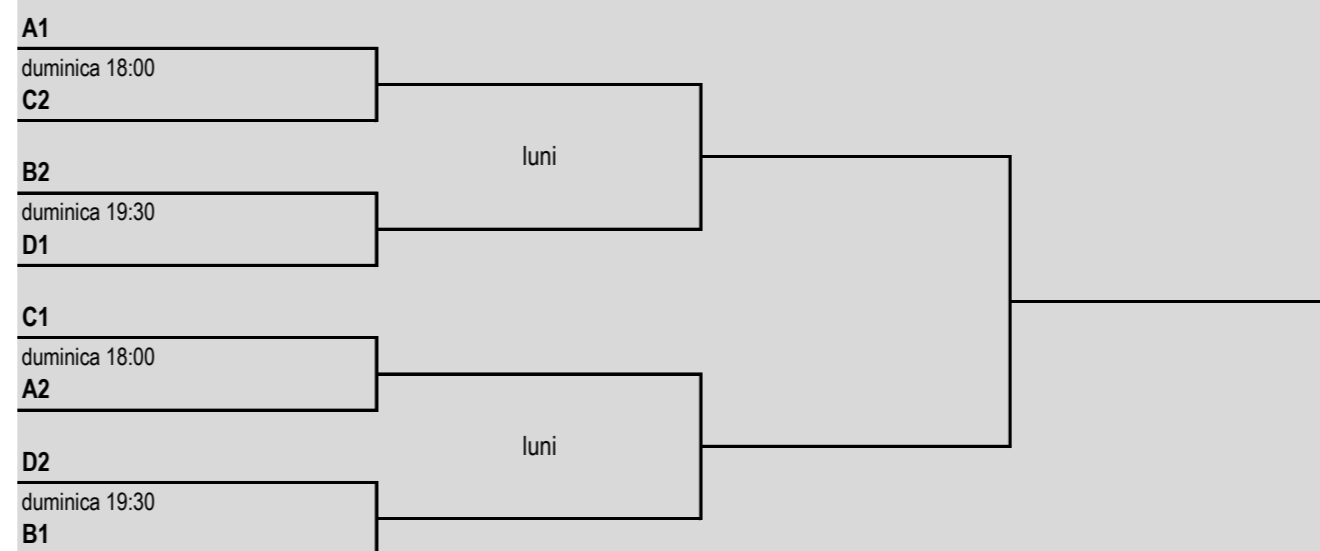 A1
duminica 18:00
C2
luni
B2
duminica 19:30
D1
C1
duminica 18:00
A2
luni
D2
duminica 19:30
B1